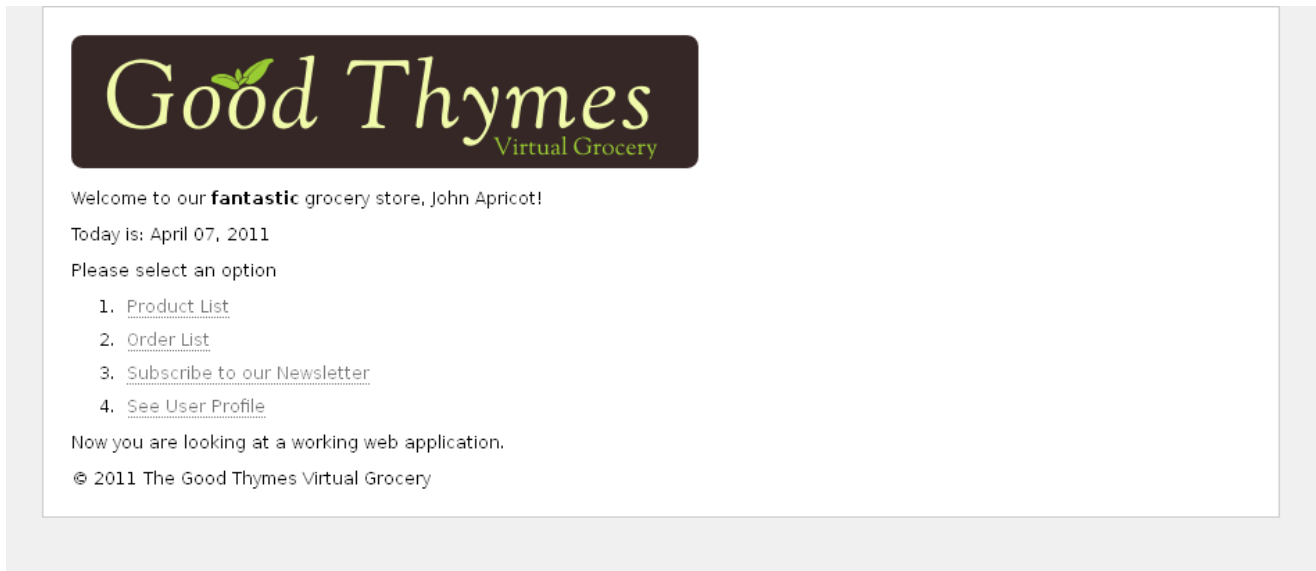 Good Thymes
Virtual Grocery
Welcome to our fantastic grocery store, John Apricot!
Today is: April 07, 2011
Please select an option
1. Product List
2. Order List
3. Subscribe to our Newsletter
4. See User Profile
Now you are looking at a working web application.
© 2011 The Good Thymes Virtual Grocery